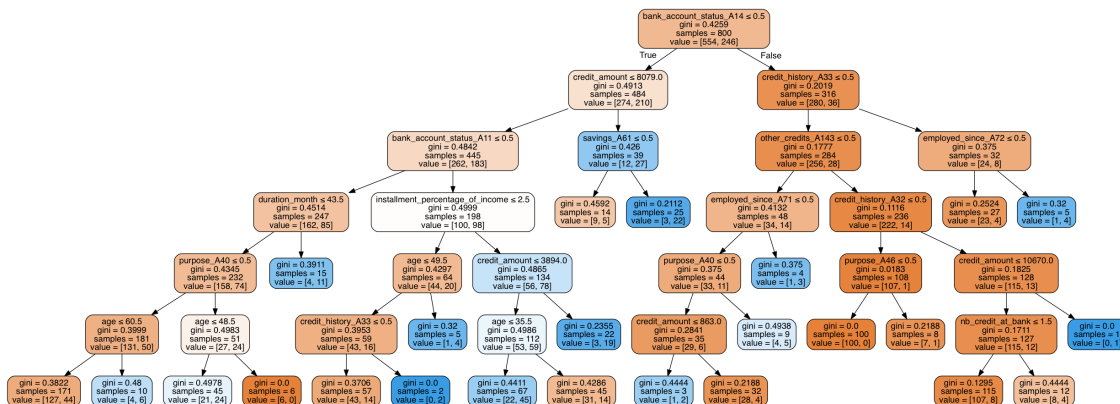 bank_account_status_A14 ≤ 0.5
gini = 0.4259
samples = 800
value = [554, 246]
True
False
credit_amount ≤ 8079.0
gini = 0.4913
samples = 484
value = [274, 210]
credit_history_A33 ≤ 0.5
gini = 0.2019
samples = 316
value = [280, 36]
bank_account_status_A11 ≤ 0.5
gini = 0.4842
samples = 445
value = [262, 183]
savings_A61 ≤ 0.5
gini = 0.426
samples = 39
value = [12, 27]
other_credits_A143 ≤ 0.5
gini = 0.1777
samples = 284
value = [256, 28]
employed_since_A72 ≤ 0.5
gini = 0.375
samples = 32
value = [24, 8]
duration_month ≤ 43.5
gini = 0.4514
samples = 247
value = [162, 85]
installment_percentage_of_income ≤ 2.5
gini = 0.4999
samples = 198
value = [100, 98]
gini = 0.4592
samples = 14
value = [9, 5]
gini = 0.2112
samples = 25
value = [3, 22]
employed_since_A71 ≤ 0.5
gini = 0.4132
samples = 48
value = [34, 14]
credit_history_A32 ≤ 0.5
gini = 0.1116
samples = 236
value = [222, 14]
gini = 0.2524
samples = 27
value = [23, 4]
gini = 0.32
samples = 5
value = [1, 4]
purpose_A40 ≤ 0.5
gini = 0.4345
samples = 232
value = [158, 74]
gini = 0.3911
samples = 15
value = [4, 11]
age ≤ 49.5
gini = 0.4297
samples = 64
value = [44, 20]
credit_amount ≤ 3894.0
gini = 0.4865
samples = 134
value = [56, 78]
purpose_A40 ≤ 0.5
gini = 0.375
samples = 44
value = [33, 11]
gini = 0.375
samples = 4
value = [1, 3]
purpose_A46 ≤ 0.5
gini = 0.0183
samples = 108
value = [107, 1]
credit_amount ≤ 10670.0
gini = 0.1825
samples = 128
value = [115, 13]
age ≤ 60.5
gini = 0.3999
samples = 181
value = [131, 50]
age ≤ 48.5
gini = 0.4983
samples = 51
value = [27, 24]
credit_history_A33 ≤ 0.5
gini = 0.3953
samples = 59
value = [43, 16]
gini = 0.32
samples = 5
value = [1, 4]
age ≤ 35.5
gini = 0.4986
samples = 112
value = [53, 59]
gini = 0.2355
samples = 22
value = [3, 19]
credit_amount ≤ 863.0
gini = 0.2841
samples = 35
value = [29, 6]
gini = 0.4938
samples = 9
value = [4, 5]
gini = 0.0
samples = 100
value = [100, 0]
gini = 0.2188
samples = 8
value = [7, 1]
nb_credit_at_bank ≤ 1.5
gini = 0.1711
samples = 127
value = [115, 12]
gini = 0.0
samples = 1
value = [0, 1]
gini = 0.3822
samples = 171
value = [127, 44]
gini = 0.48
samples = 10
value = [4, 6]
gini = 0.4978
samples = 45
value = [21, 24]
gini = 0.0
samples = 6
value = [6, 0]
gini = 0.3706
samples = 57
value = [43, 14]
gini = 0.0
samples = 2
value = [0, 2]
gini = 0.4411
samples = 67
value = [22, 45]
gini = 0.4286
samples = 45
value = [31, 14]
gini = 0.4444
samples = 3
value = [1, 2]
gini = 0.2188
samples = 32
value = [28, 4]
gini = 0.1295
samples = 115
value = [107, 8]
gini = 0.4444
samples = 12
value = [8, 4]